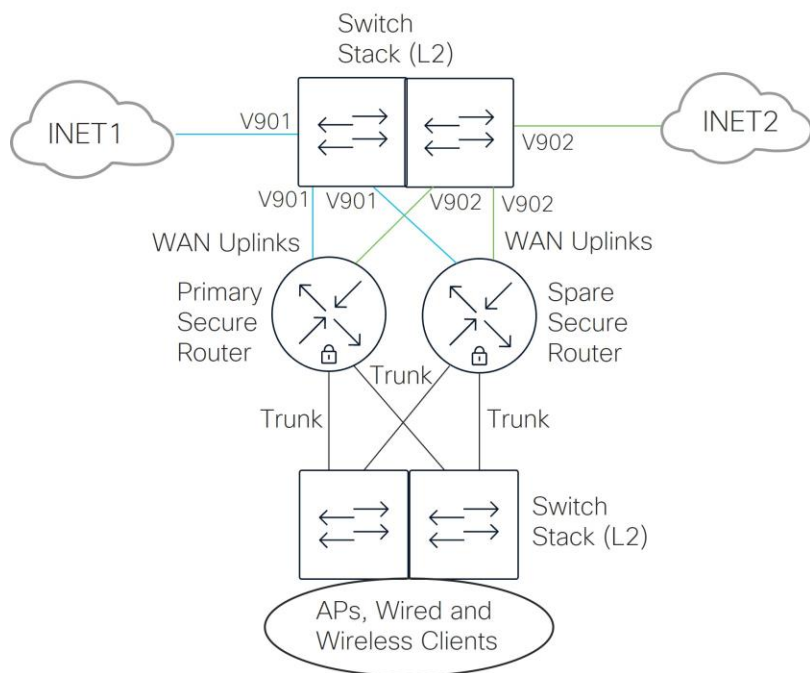 Switch
Stack (L2)
INET1
V901
INET2
V902
V901
V901
V902
V902
WAN Uplinks
WAN Uplinks
Primary
Secure
Router
Spare
Secure
Router
Trunk
Trunk
Trunk
Switch
Stack (L2)
APs, Wired and
Wireless Clients